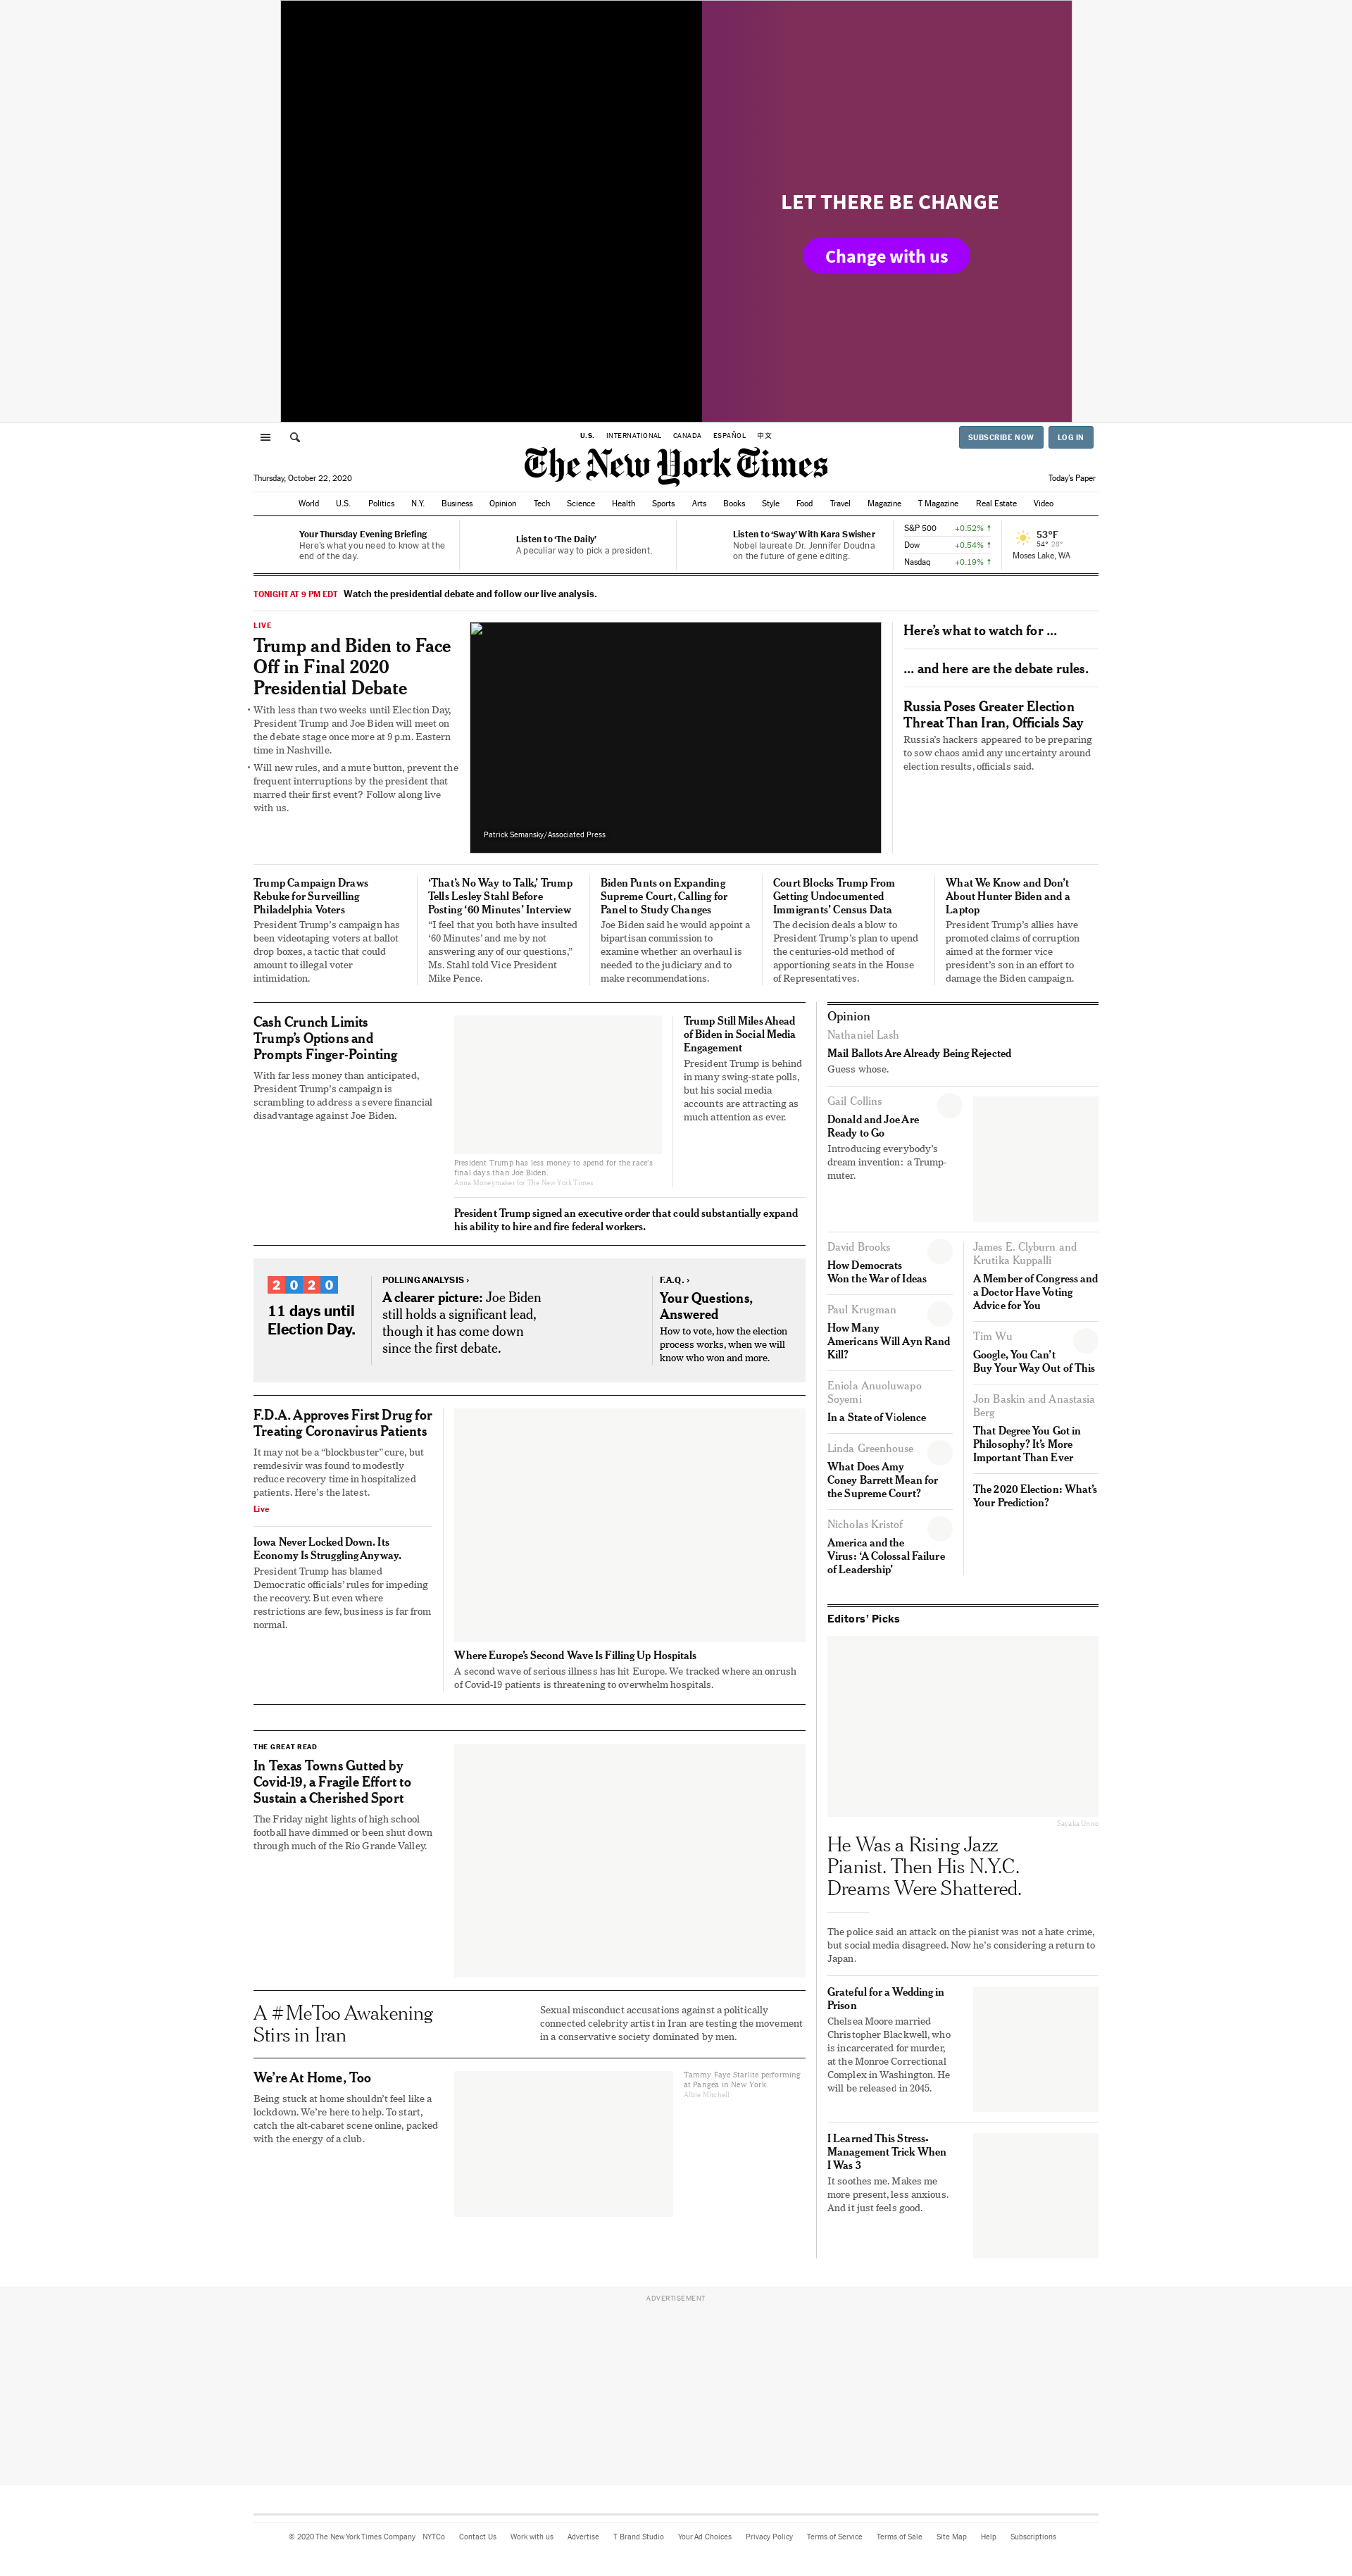 LET THERE BE CHANGE
Change with us
U.S. INTERNATIONAL CANADA ESPAÑOL 中文
SUBSCRIBE NOW LOG IN
The New York Times
Thursday, October 22, 2020
Today's Paper
World U.S. Politics N.Y. Business Opinion Tech Science Health Sports Arts Books Style Food Travel Magazine T Magazine Real Estate Video
Your Thursday Evening Briefing
Here's what you need to know at the
end of the day.
Listen to ‘The Daily’
A peculiar way to pick a president.
Listen to ‘Sway’ With Kara Swisher
Nobel laureate Dr. Jennifer Doudna
on the future of gene editing.
S&P 500 +0.52% ↑
Dow +0.54% ↑
Nasdaq +0.19% ↑
53°F
54° 28°
Moses Lake, WA
TONIGHT AT 9 PM EDT Watch the presidential debate and follow our live analysis.
LIVE
Trump and Biden to Face
Off in Final 2020
Presidential Debate
• With less than two weeks until Election Day,
President Trump and Joe Biden will meet on
the debate stage once more at 9 p.m. Eastern
time in Nashville.
• Will new rules, and a mute button, prevent the
frequent interruptions by the president that
marred their first event? Follow along live
with us.
Patrick Semansky/Associated Press
Here’s what to watch for …
… and here are the debate rules.
Russia Poses Greater Election
Threat Than Iran, Officials Say
Russia’s hackers appeared to be preparing
to sow chaos amid any uncertainty around
election results, officials said.
Trump Campaign Draws
Rebuke for Surveilling
Philadelphia Voters
President Trump’s campaign has
been videotaping voters at ballot
drop boxes, a tactic that could
amount to illegal voter
intimidation.
‘That’s No Way to Talk,’ Trump
Tells Lesley Stahl Before
Posting ‘60 Minutes’ Interview
“I feel that you both have insulted
‘60 Minutes’ and me by not
answering any of our questions,”
Ms. Stahl told Vice President
Mike Pence.
Biden Punts on Expanding
Supreme Court, Calling for
Panel to Study Changes
Joe Biden said he would appoint a
bipartisan commission to
examine whether an overhaul is
needed to the judiciary and to
make recommendations.
Court Blocks Trump From
Getting Undocumented
Immigrants’ Census Data
The decision deals a blow to
President Trump’s plan to upend
the centuries-old method of
apportioning seats in the House
of Representatives.
What We Know and Don’t
About Hunter Biden and a
Laptop
President Trump’s allies have
promoted claims of corruption
aimed at the former vice
president’s son in an effort to
damage the Biden campaign.
Cash Crunch Limits
Trump’s Options and
Prompts Finger-Pointing
With far less money than anticipated,
President Trump’s campaign is
scrambling to address a severe financial
disadvantage against Joe Biden.
President Trump has less money to spend for the race's
final days than Joe Biden.
Anna Moneymaker for The New York Times
Trump Still Miles Ahead
of Biden in Social Media
Engagement
President Trump is behind
in many swing-state polls,
but his social media
accounts are attracting as
much attention as ever.
President Trump signed an executive order that could substantially expand
his ability to hire and fire federal workers.
2020
11 days until
Election Day.
POLLING ANALYSIS ›
A clearer picture: Joe Biden
still holds a significant lead,
though it has come down
since the first debate.
F.A.Q. ›
Your Questions,
Answered
How to vote, how the election
process works, when we will
know who won and more.
F.D.A. Approves First Drug for
Treating Coronavirus Patients
It may not be a “blockbuster” cure, but
remdesivir was found to modestly
reduce recovery time in hospitalized
patients. Here’s the latest.
Live
Iowa Never Locked Down. Its
Economy Is Struggling Anyway.
President Trump has blamed
Democratic officials’ rules for impeding
the recovery. But even where
restrictions are few, business is far from
normal.
Where Europe’s Second Wave Is Filling Up Hospitals
A second wave of serious illness has hit Europe. We tracked where an onrush
of Covid-19 patients is threatening to overwhelm hospitals.
THE GREAT READ
In Texas Towns Gutted by
Covid-19, a Fragile Effort to
Sustain a Cherished Sport
The Friday night lights of high school
football have dimmed or been shut down
through much of the Rio Grande Valley.
A #MeToo Awakening
Stirs in Iran
Sexual misconduct accusations against a politically
connected celebrity artist in Iran are testing the movement
in a conservative society dominated by men.
We’re At Home, Too
Being stuck at home shouldn’t feel like a
lockdown. We’re here to help. To start,
catch the alt-cabaret scene online, packed
with the energy of a club.
Tammy Faye Starlite performing
at Pangea in New York.
Albie Mitchell
Opinion
Nathaniel Lash
Mail Ballots Are Already Being Rejected
Guess whose.
Gail Collins
Donald and Joe Are
Ready to Go
Introducing everybody’s
dream invention: a Trump-
muter.
David Brooks
How Democrats
Won the War of Ideas
Paul Krugman
How Many
Americans Will Ayn Rand
Kill?
Eniola Anuoluwapo
Soyemi
In a State of Violence
Linda Greenhouse
What Does Amy
Coney Barrett Mean for
the Supreme Court?
Nicholas Kristof
America and the
Virus: ‘A Colossal Failure
of Leadership’
James E. Clyburn and
Krutika Kuppalli
A Member of Congress and
a Doctor Have Voting
Advice for You
Tim Wu
Google, You Can’t
Buy Your Way Out of This
Jon Baskin and Anastasia
Berg
That Degree You Got in
Philosophy? It’s More
Important Than Ever
The 2020 Election: What’s
Your Prediction?
Editors’ Picks
Sayaka Ueno
He Was a Rising Jazz
Pianist. Then His N.Y.C.
Dreams Were Shattered.
The police said an attack on the pianist was not a hate crime,
but social media disagreed. Now he’s considering a return to
Japan.
Grateful for a Wedding in
Prison
Chelsea Moore married
Christopher Blackwell, who
is incarcerated for murder,
at the Monroe Correctional
Complex in Washington. He
will be released in 2045.
I Learned This Stress-
Management Trick When
I Was 3
It soothes me. Makes me
more present, less anxious.
And it just feels good.
ADVERTISEMENT
© 2020 The New York Times Company NYTCo Contact Us Work with us Advertise T Brand Studio Your Ad Choices Privacy Policy Terms of Service Terms of Sale Site Map Help Subscriptions